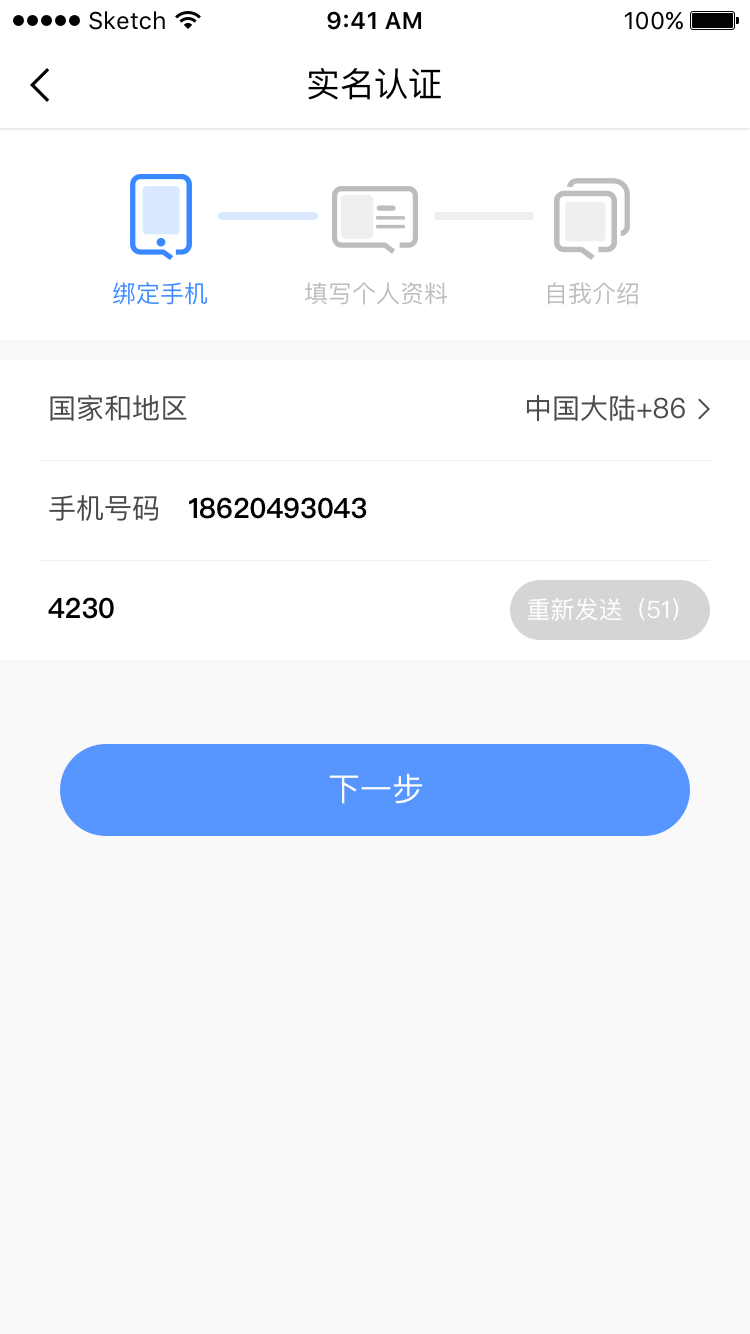 Sketch 9:41 AM 100%
实名认证
绑定手机 填写个人资料 自我介绍
国家和地区 中国大陆+86
手机号码 18620493043
4230 重新发送（51）
下一步